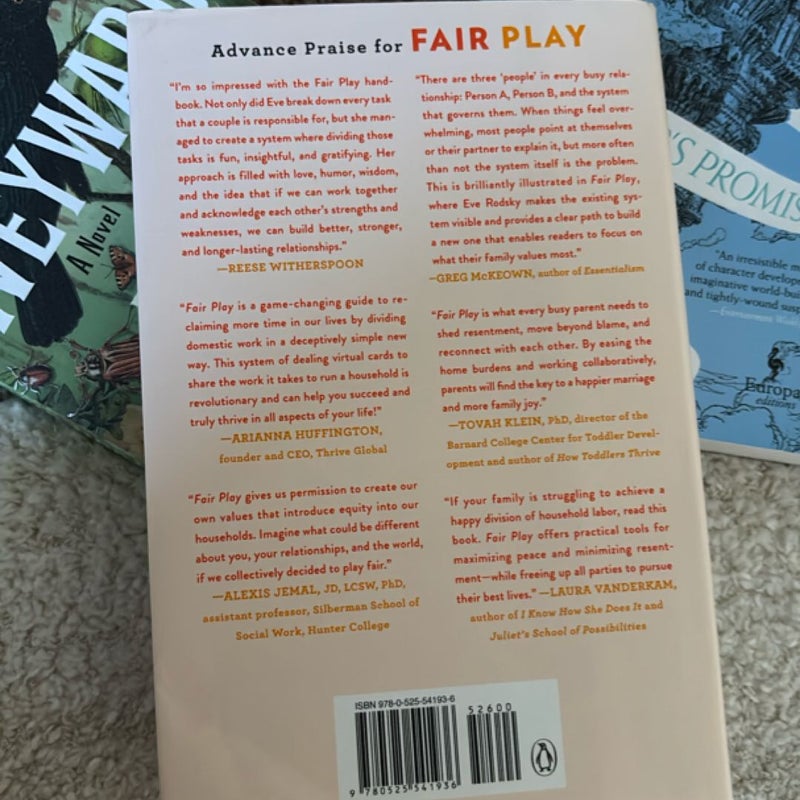 Advance Praise for FAIR PLAY
"I'm so impressed with the Fair Play hand-
book. Not only did Eve break down every task
that a couple is responsible for, but she man-
aged to create a system where dividing those
tasks is fun, insightful, and gratifying. Her
approach is filled with love, humor, wisdom,
and the idea that if we can work together
and acknowledge each other's strengths and
weaknesses, we can build better, stronger,
and longer-lasting relationships."
—REESE WITHERSPOON
"Fair Play is a game-changing guide to re-
claiming more time in our lives by dividing
domestic work in a deceptively simple new
way. This system of dealing virtual cards to
share the work it takes to run a household is
revolutionary and can help you succeed and
truly thrive in all aspects of your life!"
—ARIANNA HUFFINGTON,
founder and CEO, Thrive Global
"Fair Play gives us permission to create our
own values that introduce equity into our
households. Imagine what could be different
about you, your relationships, and the world,
if we collectively decided to play fair."
—ALEXIS JEMAL, JD, LCSW, PhD,
assistant professor, Silberman School of
Social Work, Hunter College
"There are three 'people' in every busy rela-
tionship: Person A, Person B, and the system
that governs them. When things feel over-
whelming, most people point at themselves
or their partner to explain it, but more often
than not the system itself is the problem.
This is brilliantly illustrated in Fair Play,
where Eve Rodsky makes the existing sys-
tem visible and provides a clear path to build
a new one that enables readers to focus on
what their family values most."
—GREG McKEOWN, author of Essentialism
"Fair Play is what every busy parent needs to
shed resentment, move beyond blame, and
reconnect with each other. By easing the
home burdens and working collaboratively,
parents will find the key to a happier marriage
and more family joy."
—TOVAH KLEIN, PhD, director of the
Barnard College Center for Toddler Devel-
opment and author of How Toddlers Thrive
"If your family is struggling to achieve a
happy division of household labor, read this
book. Fair Play offers practical tools for
maximizing peace and minimizing resent-
ment—while freeing up all parties to pursue
their best lives." —LAURA VANDERKAM,
author of I Know How She Does It and
Juliet's School of Possibilities
ISBN 978-0-525-54193-6
52600
9 780525 541936
EYWARD
A Novel
'S PROMIS
"An irresistible m
of character develop
imaginative world-buil
and tightly-wound susp
Europa
editions